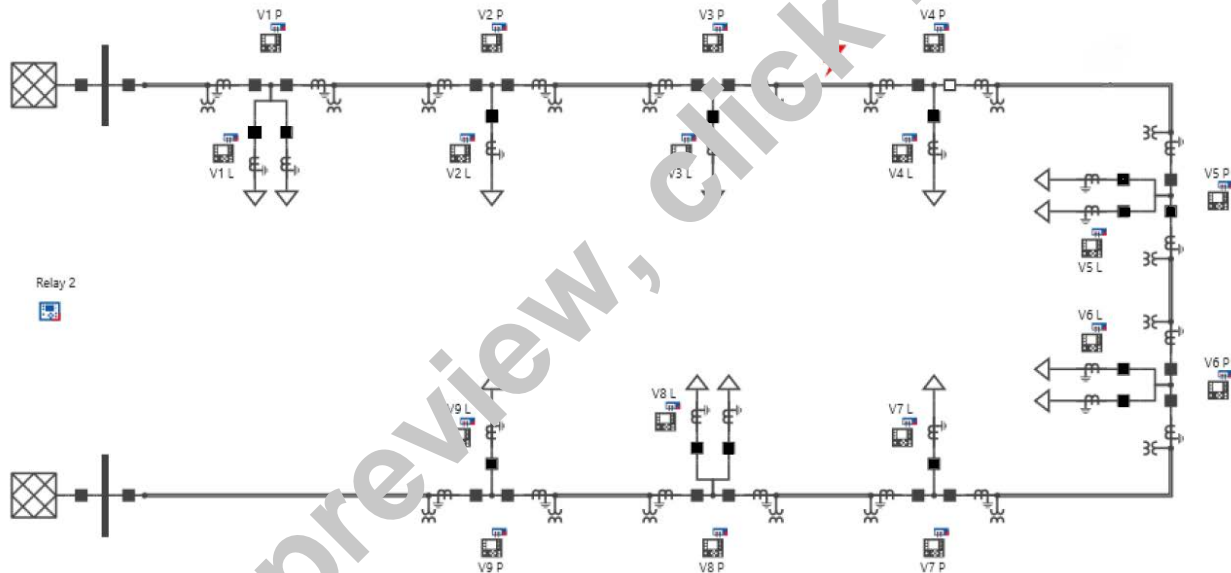 V1 P
V2 P
V3 P
V4 P
V1 L
V2 L
V3 L
V4 L
V5 P
V5 L
Relay 2
V6 L
V6 P
V9 L
V8 L
V7 L
V9 P
V8 P
V7 P
preview, click